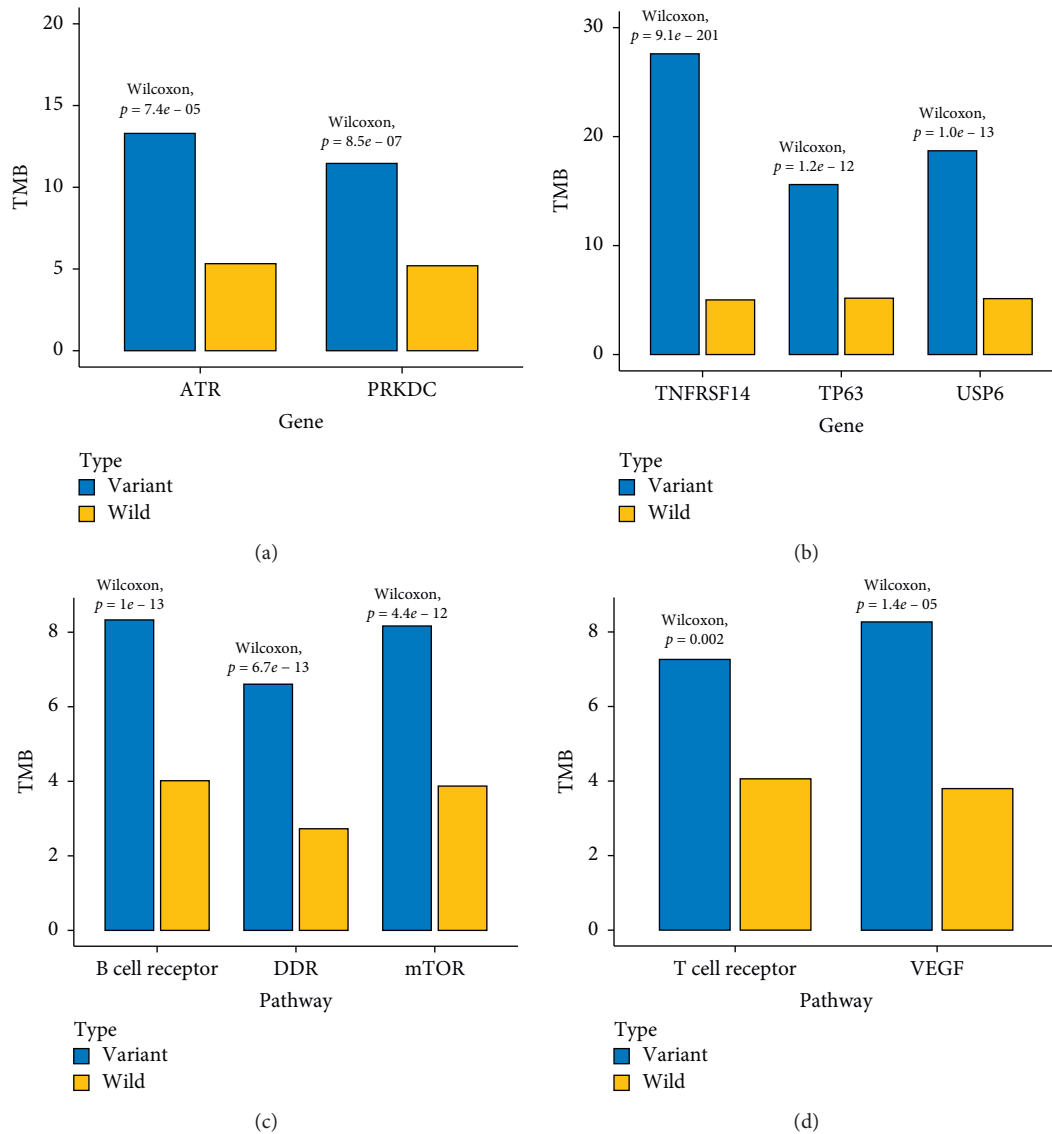 20
15
10
5
0
TMB
Wilcoxon,
p = 7.4e – 05
Wilcoxon,
p = 8.5e – 07
ATR PRKDC
Gene
Type
Variant
Wild
(a)
30
20
10
0
TMB
Wilcoxon,
p = 9.1e – 201
Wilcoxon,
p = 1.2e – 12
Wilcoxon,
p = 1.0e – 13
TNFRSF14 TP63 USP6
Gene
Type
Variant
Wild
(b)
8
6
4
2
0
TMB
Wilcoxon,
p = 1e – 13
Wilcoxon,
p = 6.7e – 13
Wilcoxon,
p = 4.4e – 12
B cell receptor DDR mTOR
Pathway
Type
Variant
Wild
(c)
8
6
4
2
0
TMB
Wilcoxon,
p = 0.002
Wilcoxon,
p = 1.4e – 05
T cell receptor VEGF
Pathway
Type
Variant
Wild
(d)